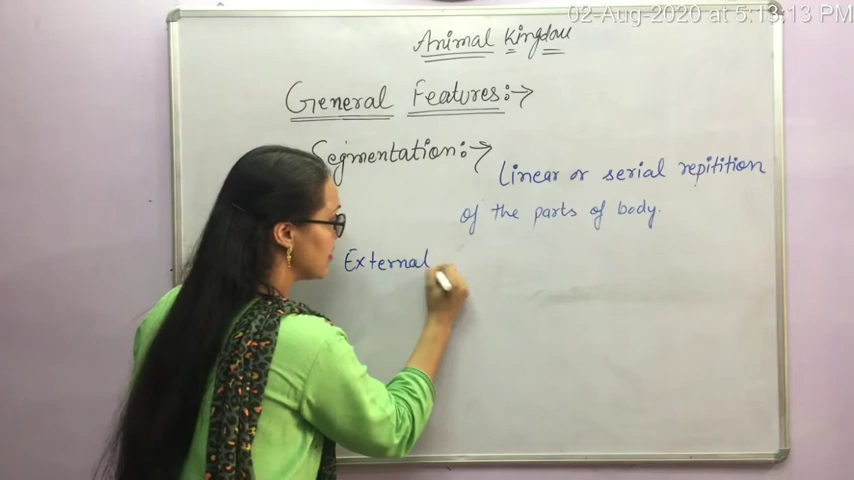 02-Aug-2020 at 5:13:13 PM
Animal Kingdom
General Features:→
Segmentation:→
Linear or serial repitition
of the parts of body.
External